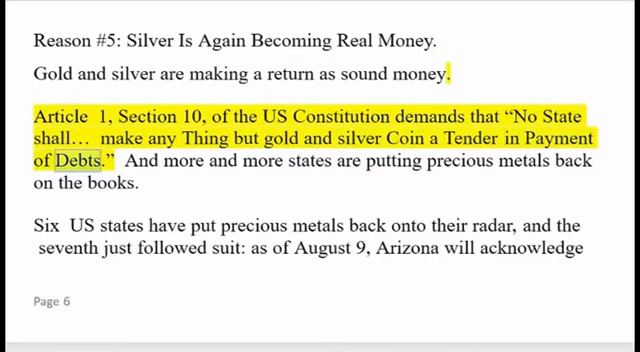 Reason #5: Silver Is Again Becoming Real Money.
Gold and silver are making a return as sound money.
Article 1, Section 10, of the US Constitution demands that “No State
shall… make any Thing but gold and silver Coin a Tender in Payment
of Debts.” And more and more states are putting precious metals back
on the books.
Six US states have put precious metals back onto their radar, and the
seventh just followed suit: as of August 9, Arizona will acknowledge
Page 6